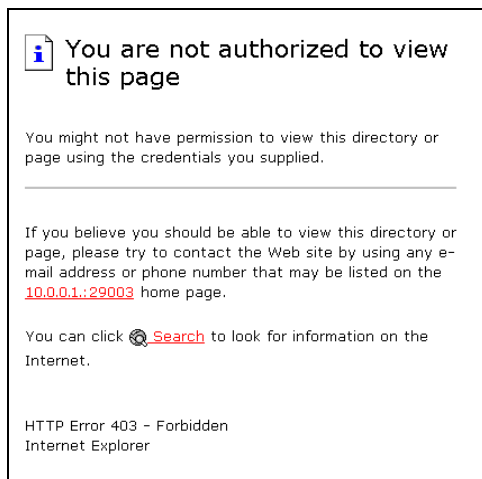 You are not authorized to view
this page
You might not have permission to view this directory or
page using the credentials you supplied.
If you believe you should be able to view this directory or
page, please try to contact the Web site by using any e-
mail address or phone number that may be listed on the
10.0.0.1.:29003 home page.
You can click Search to look for information on the
Internet.
HTTP Error 403 - Forbidden
Internet Explorer